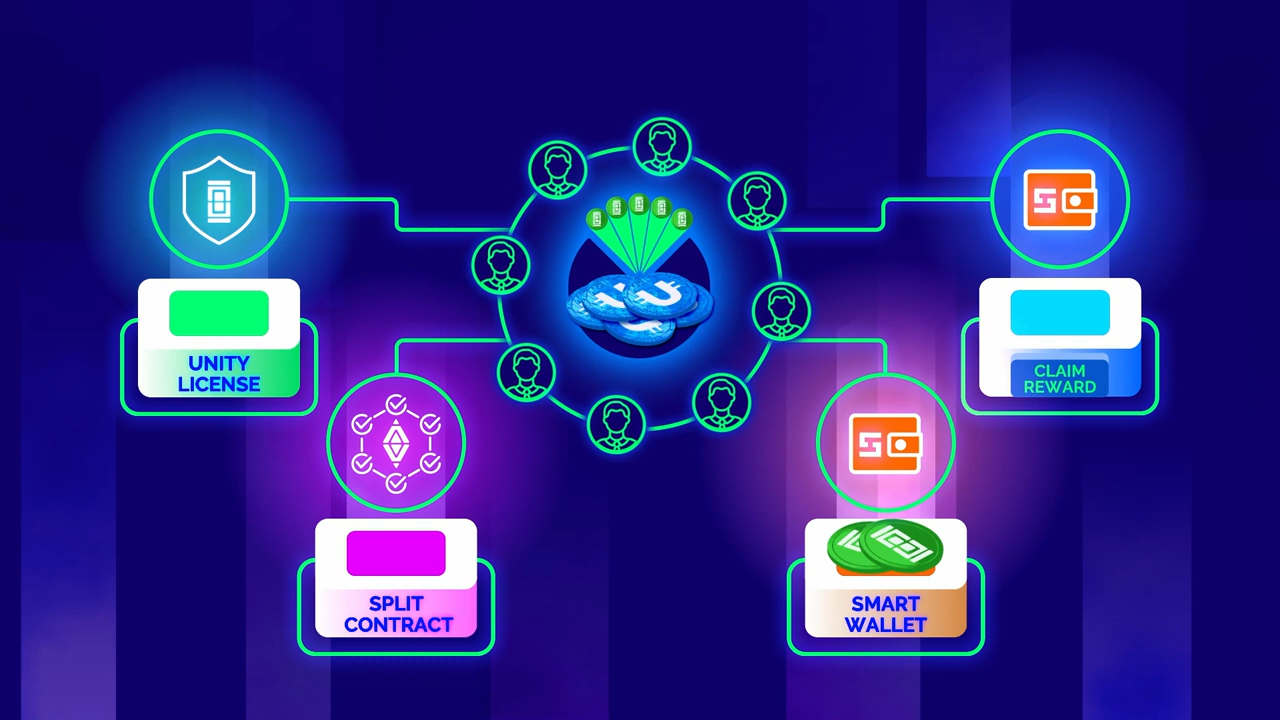 UNITY
LICENSE
CLAIM
REWARD
SPLIT
CONTRACT
SMART
WALLET